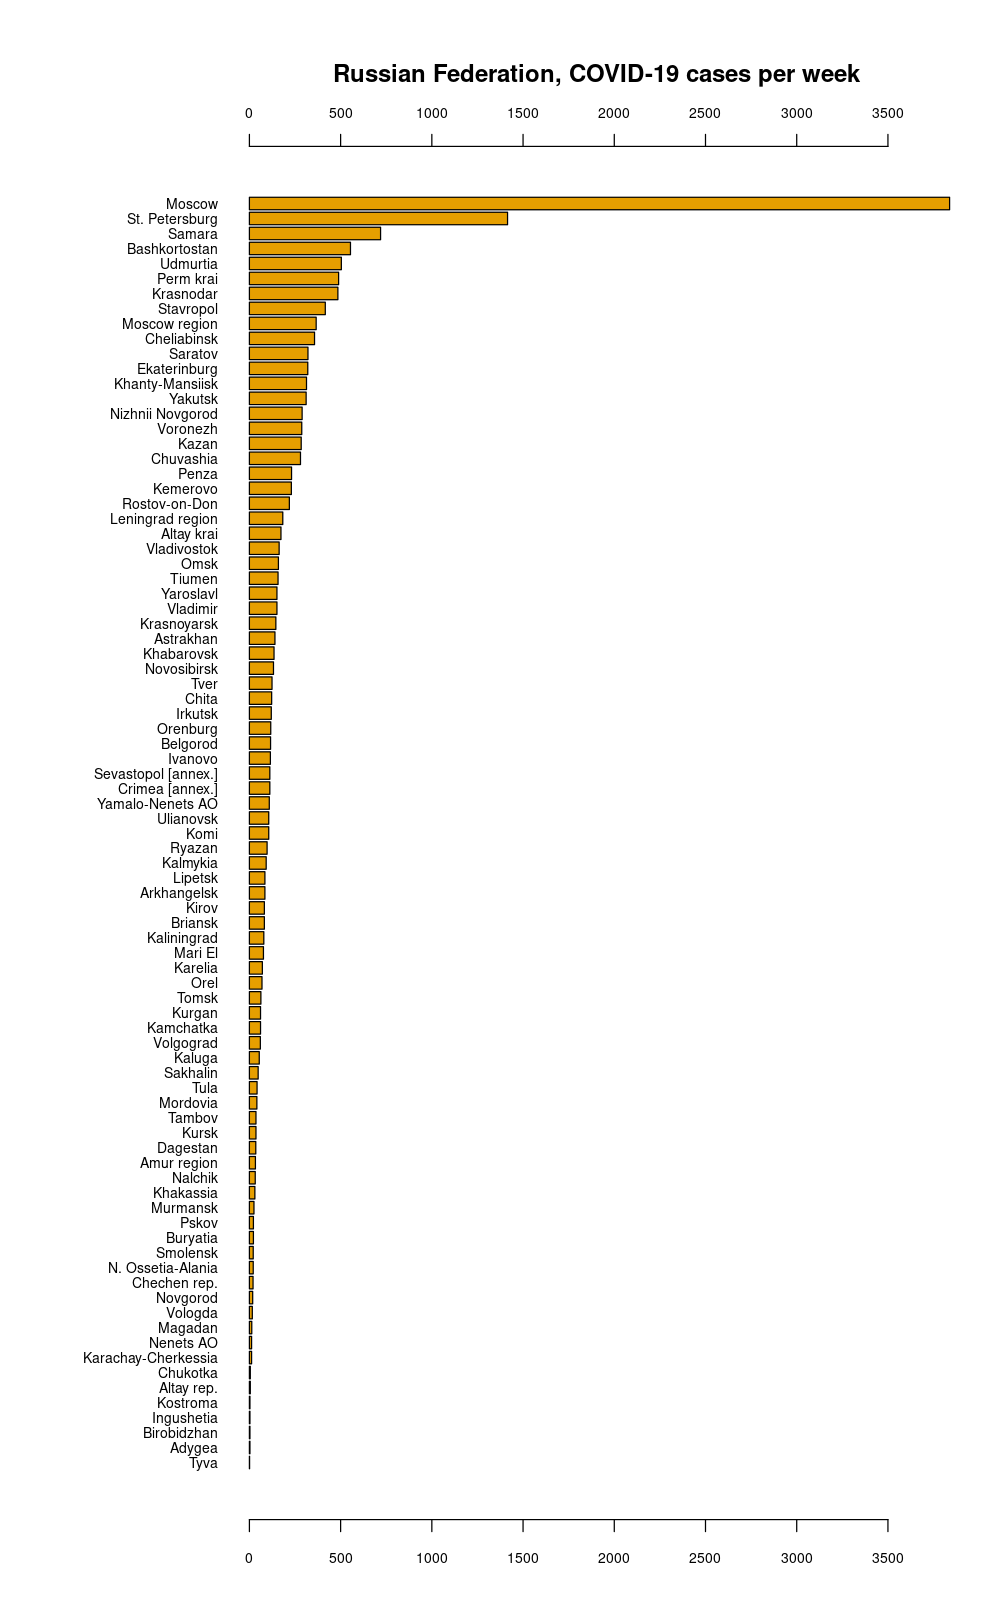 Russian Federation, COVID-19 cases per week
0 500 1000 1500 2000 2500 3000 3500
Moscow
St. Petersburg
Samara
Bashkortostan
Udmurtia
Perm krai
Krasnodar
Stavropol
Moscow region
Cheliabinsk
Saratov
Ekaterinburg
Khanty-Mansiisk
Yakutsk
Nizhnii Novgorod
Voronezh
Kazan
Chuvashia
Penza
Kemerovo
Rostov-on-Don
Leningrad region
Altay krai
Vladivostok
Omsk
Tiumen
Yaroslavl
Vladimir
Krasnoyarsk
Astrakhan
Khabarovsk
Novosibirsk
Tver
Chita
Irkutsk
Orenburg
Belgorod
Ivanovo
Sevastopol [annex.]
Crimea [annex.]
Yamalo-Nenets AO
Ulianovsk
Komi
Ryazan
Kalmykia
Lipetsk
Arkhangelsk
Kirov
Briansk
Kaliningrad
Mari El
Karelia
Orel
Tomsk
Kurgan
Kamchatka
Volgograd
Kaluga
Sakhalin
Tula
Mordovia
Tambov
Kursk
Dagestan
Amur region
Nalchik
Khakassia
Murmansk
Pskov
Buryatia
Smolensk
N. Ossetia-Alania
Chechen rep.
Novgorod
Vologda
Magadan
Nenets AO
Karachay-Cherkessia
Chukotka
Altay rep.
Kostroma
Ingushetia
Birobidzhan
Adygea
Tyva
0 500 1000 1500 2000 2500 3000 3500